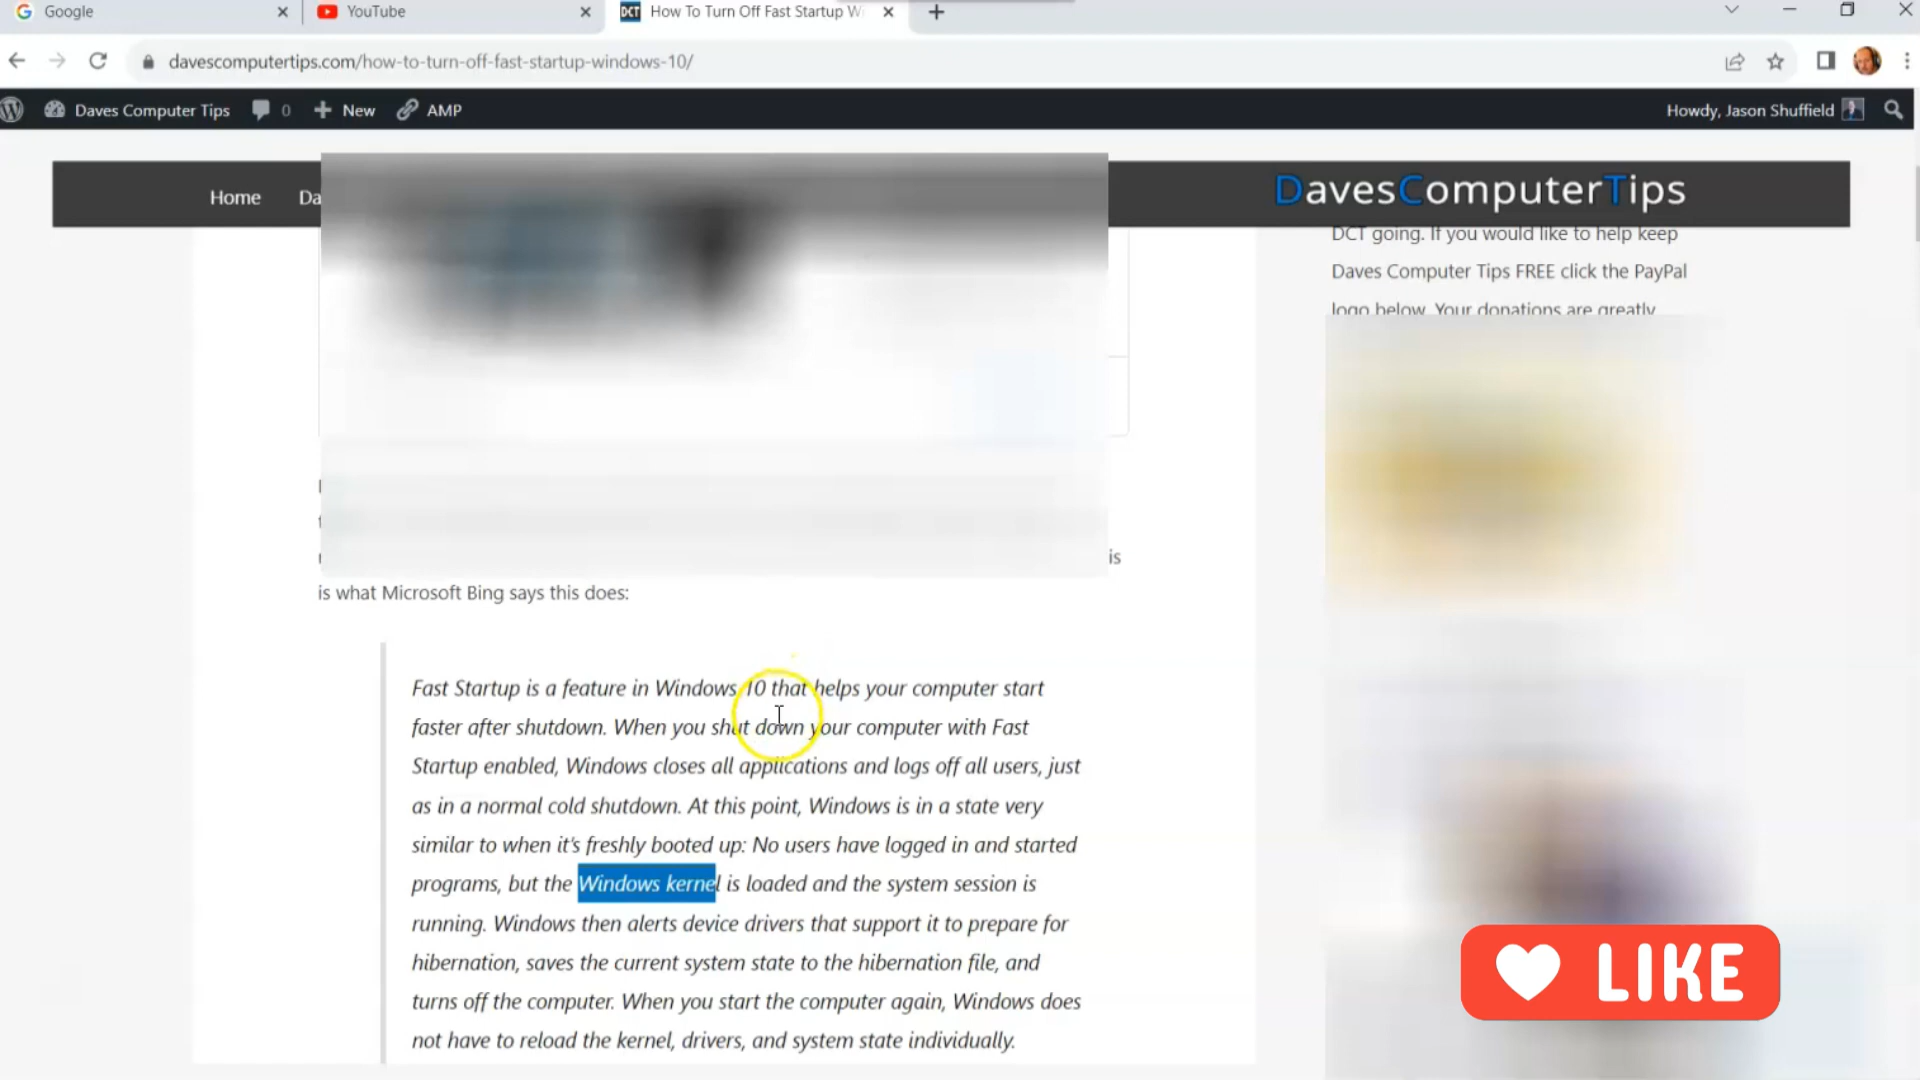 Google
YouTube
How To Turn Off Fast Startup Wi
davescomputertips.com/how-to-turn-off-fast-startup-windows-10/
Daves Computer Tips 0 New AMP
Howdy, Jason Shuffield
Home Da
DavesComputerTips
DCT going. If you would like to help keep
Daves Computer Tips FREE click the PayPal
logo below. Your donations are greatly
is
is what Microsoft Bing says this does:
Fast Startup is a feature in Windows 10 that helps your computer start
faster after shutdown. When you shut down your computer with Fast
Startup enabled, Windows closes all applications and logs off all users, just
as in a normal cold shutdown. At this point, Windows is in a state very
similar to when it's freshly booted up: No users have logged in and started
programs, but the Windows kernel is loaded and the system session is
running. Windows then alerts device drivers that support it to prepare for
hibernation, saves the current system state to the hibernation file, and
turns off the computer. When you start the computer again, Windows does
not have to reload the kernel, drivers, and system state individually.
LIKE